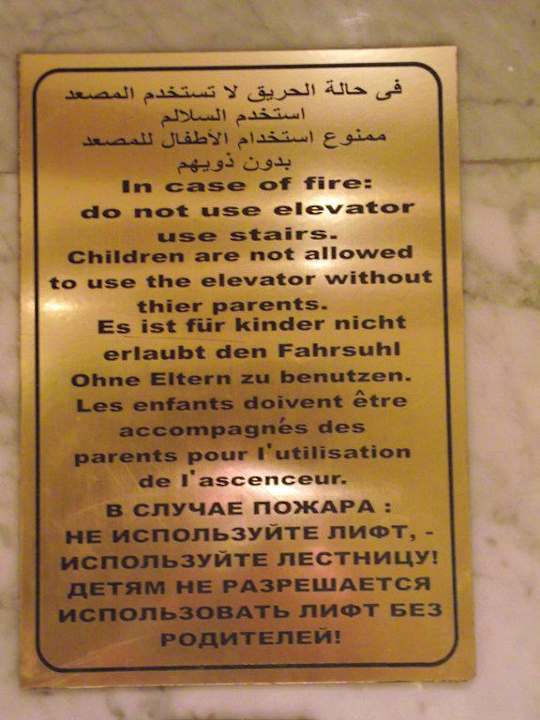 فى حالة الحريق لا تستخدم المصعد
استخدم السلالم
ممنوع استخدام الأطفال للمصعد
بدون ذويهم
In case of fire:
do not use elevator
use stairs.
Children are not allowed
to use the elevator without
thier parents.
Es ist für kinder nicht
erlaubt den Fahrsuhl
Ohne Eltern zu benutzen.
Les enfants doivent être
accompagnés des
parents pour l'utilisation
de l'ascenceur.
В СЛУЧАЕ ПОЖАРА :
НЕ ИСПОЛЬЗУЙТЕ ЛИФТ, -
ИСПОЛЬЗУЙТЕ ЛЕСТНИЦУ!
ДЕТЯМ НЕ РАЗРЕШАЕТСЯ
ИСПОЛЬЗОВАТЬ ЛИФТ БЕЗ
РОДИТЕЛЕЙ!